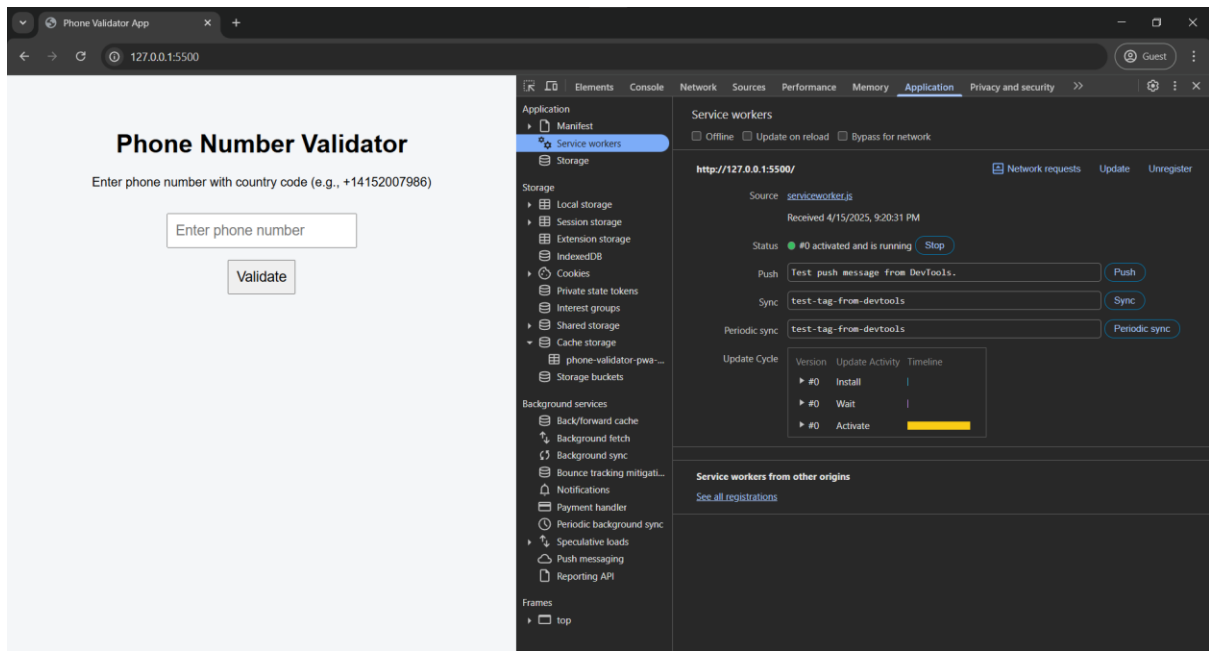 Phone Validator App
127.0.0.1:5500
Guest
Phone Number Validator
Enter phone number with country code (e.g., +14152007986)
Enter phone number
Validate
Elements Console Network Sources Performance Memory Application Privacy and security
Application
Manifest
Service workers
Storage
Storage
Local storage
Session storage
Extension storage
IndexedDB
Cookies
Private state tokens
Interest groups
Shared storage
Cache storage
phone-validator-pwa-...
Storage buckets
Background services
Back/forward cache
Background fetch
Background sync
Bounce tracking mitigati...
Notifications
Payment handler
Periodic background sync
Speculative loads
Push messaging
Reporting API
Frames
top
Service workers
Offline Update on reload Bypass for network
http://127.0.0.1:5500/ Network requests Update Unregister
Source serviceworker.js
Received 4/15/2025, 9:20:31 PM
Status #0 activated and is running Stop
Push Test push message from DevTools. Push
Sync test-tag-from-devtools Sync
Periodic sync test-tag-from-devtools Periodic sync
Update Cycle Version Update Activity Timeline
#0 Install
#0 Wait
#0 Activate
Service workers from other origins
See all registrations